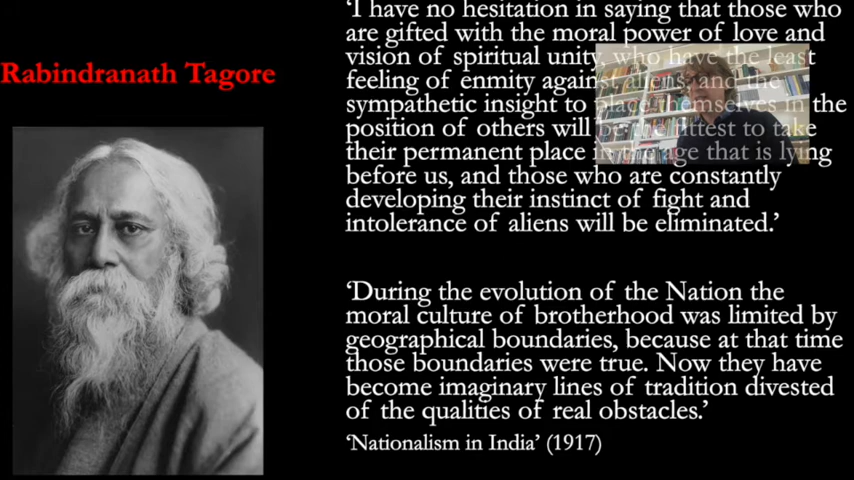 Rabindranath Tagore
‘I have no hesitation in saying that those who
are gifted with the moral power of love and
vision of spiritual unity, who have the least
feeling of enmity against aliens, and the
sympathetic insight to place themselves in the
position of others will be the fittest to take
their permanent place in the age that is lying
before us, and those who are constantly
developing their instinct of fight and
intolerance of aliens will be eliminated.’
‘During the evolution of the Nation the
moral culture of brotherhood was limited by
geographical boundaries, because at that time
those boundaries were true. Now they have
become imaginary lines of tradition divested
of the qualities of real obstacles.’
‘Nationalism in India’ (1917)